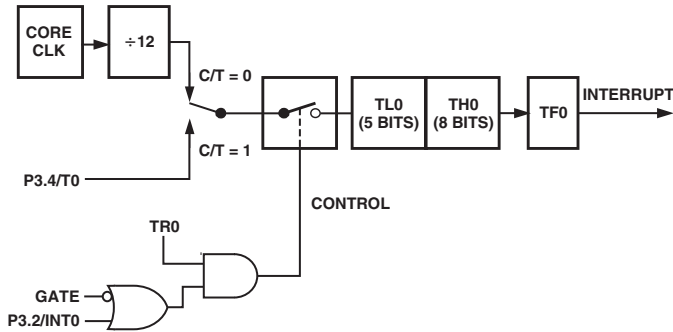 CORE
CLK
÷12
C/T = 0
C/T = 1
P3.4/T0
TL0
(5 BITS)
TH0
(8 BITS)
TF0
INTERRUPT
CONTROL
TR0
GATE
P3.2/INT0